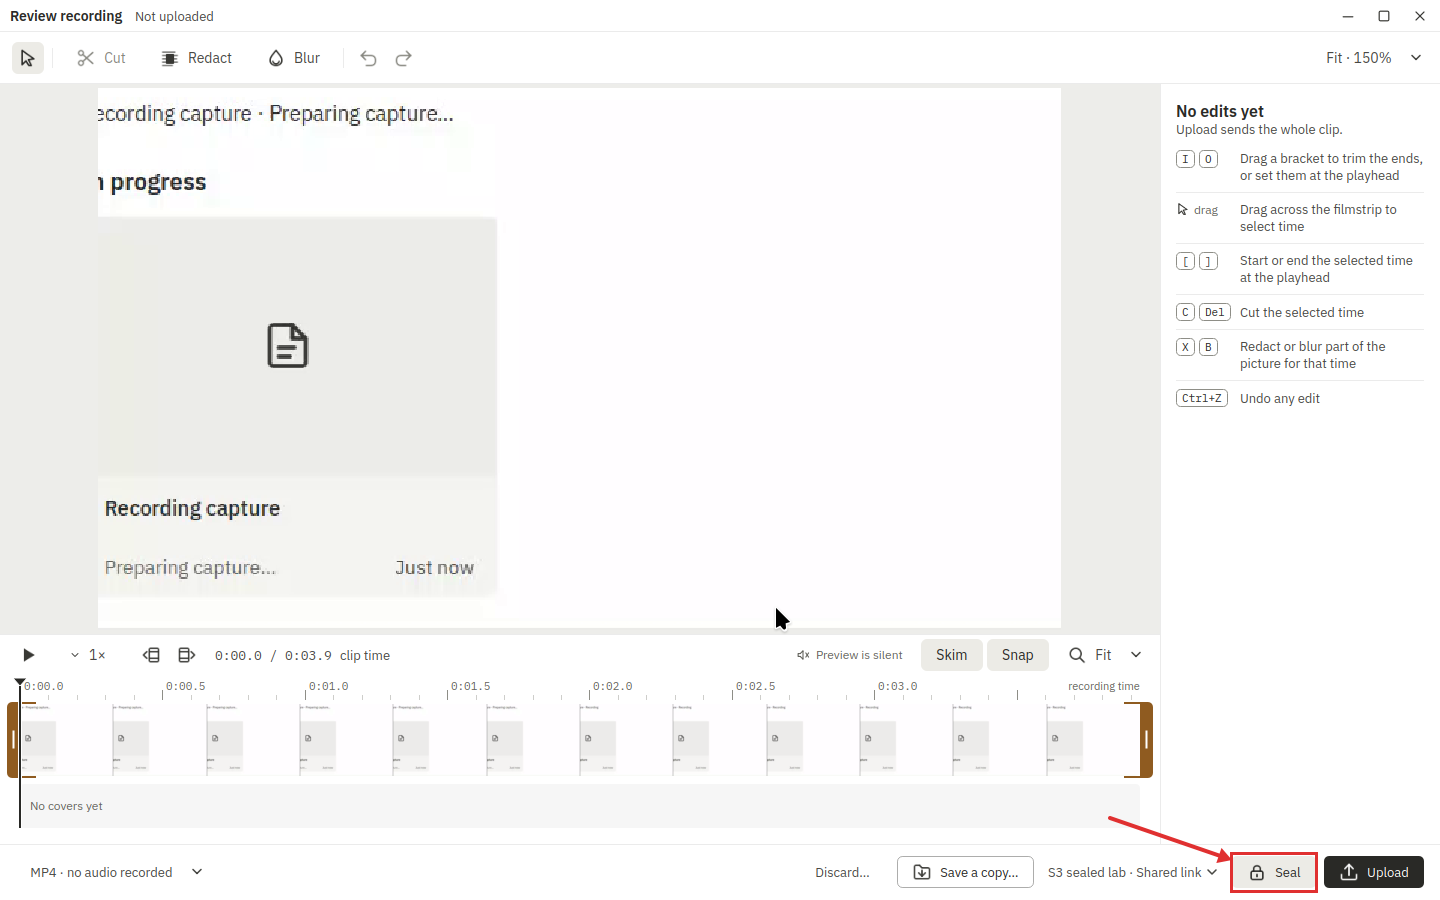 Review recording Not uploaded
Cut Redact Blur Fit · 150%
ecording capture · Preparing capture...
progress
Recording capture
Preparing capture... Just now
No edits yet
Upload sends the whole clip.
I O Drag a bracket to trim the ends,
or set them at the playhead
drag Drag across the filmstrip to
select time
[ ] Start or end the selected time
at the playhead
C Del Cut the selected time
X B Redact or blur part of the
picture for that time
Ctrl+Z Undo any edit
1× 0:00.0 / 0:03.9 clip time Preview is silent Skim Snap Fit
0:00.0 0:00.5 0:01.0 0:01.5 0:02.0 0:02.5 0:03.0 recording time
No covers yet
MP4 · no audio recorded Discard... Save a copy... S3 sealed lab · Shared link Seal Upload